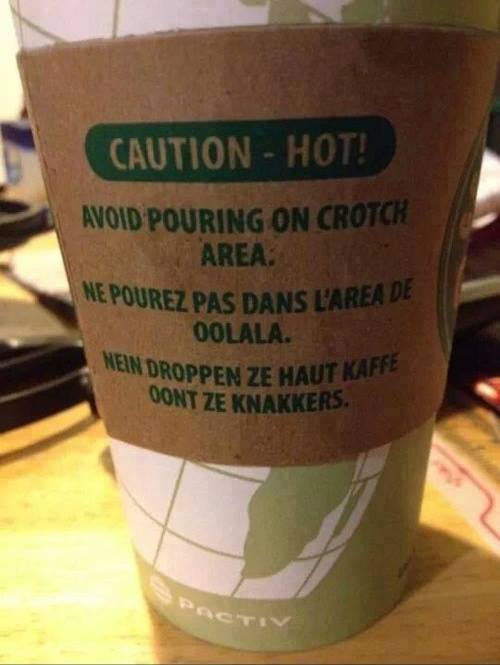 CAUTION - HOT!
AVOID POURING ON CROTCH
AREA.
NE POUREZ PAS DANS L'AREA DE
OOLALA.
NEIN DROPPEN ZE HAUT KAFFE
OONT ZE KNAKKERS.
PACTIV